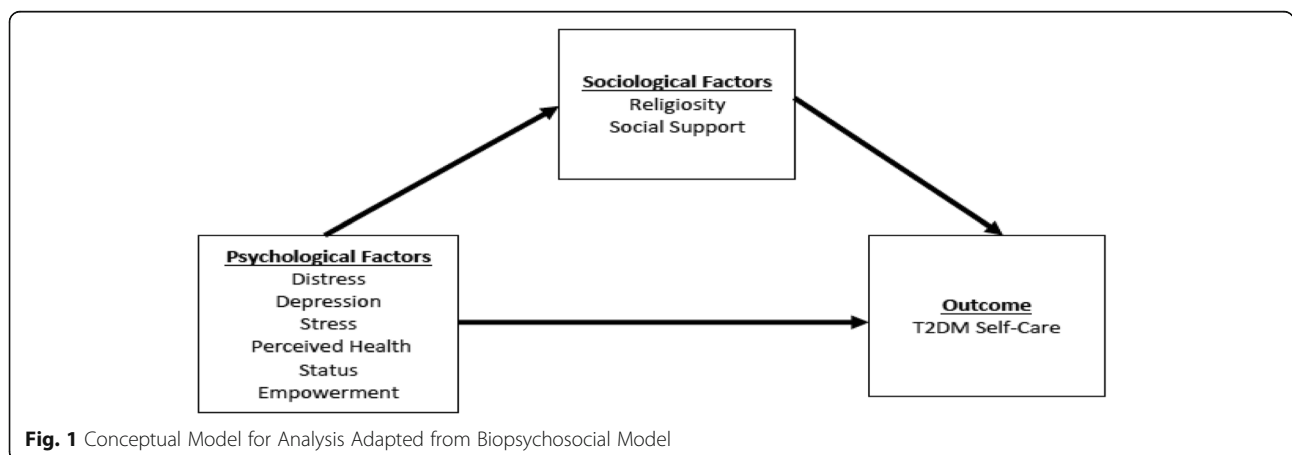 Sociological Factors
Religiosity
Social Support
Psychological Factors
Distress
Depression
Stress
Perceived Health
Status
Empowerment
Outcome
T2DM Self-Care
Fig. 1 Conceptual Model for Analysis Adapted from Biopsychosocial Model